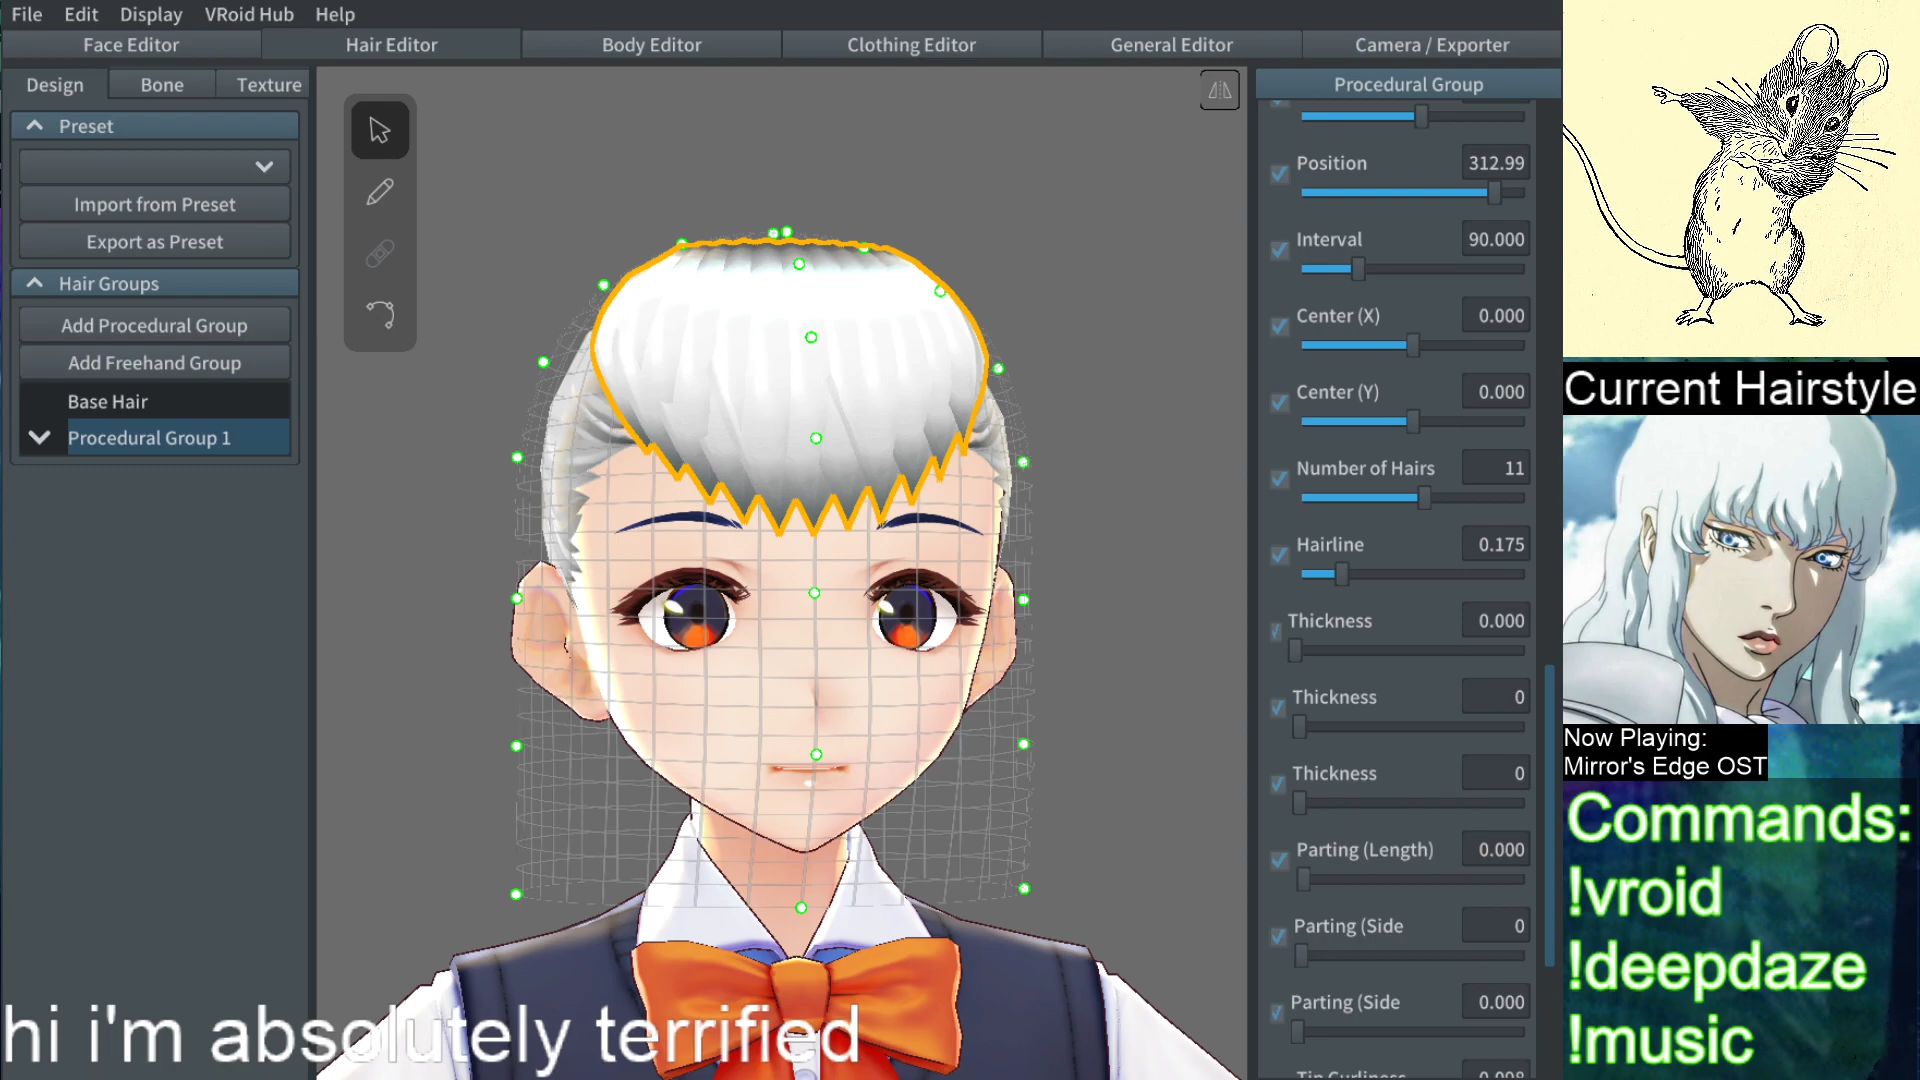 File Edit Display VRoid Hub Help
Face Editor Hair Editor Body Editor Clothing Editor General Editor Camera / Exporter
Design Bone Texture
Preset
Import from Preset
Export as Preset
Hair Groups
Add Procedural Group
Add Freehand Group
Base Hair
Procedural Group 1
Procedural Group
Position 312.99
Interval 90.000
Center (X) 0.000
Center (Y) 0.000
Number of Hairs 11
Hairline 0.175
Thickness 0.000
Thickness 0
Thickness 0
Parting (Length) 0.000
Parting (Side 0
Parting (Side 0.000
Tip Curliness 0.098
Current Hairstyle
Now Playing:
Mirror's Edge OST
Commands:
!vroid
!deepdaze
!music
hi i'm absolutely terrified